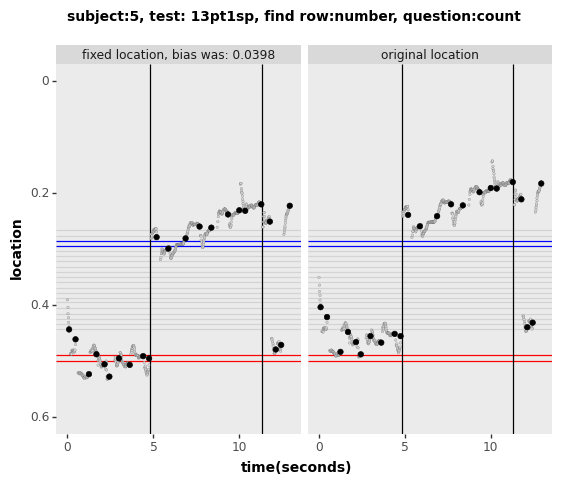 subject:5, test: 13pt1sp, find row:number, question:count
fixed location, bias was: 0.0398
original location
0
0.2
0.4
0.6
location
0 5 10 0 5 10
time(seconds)